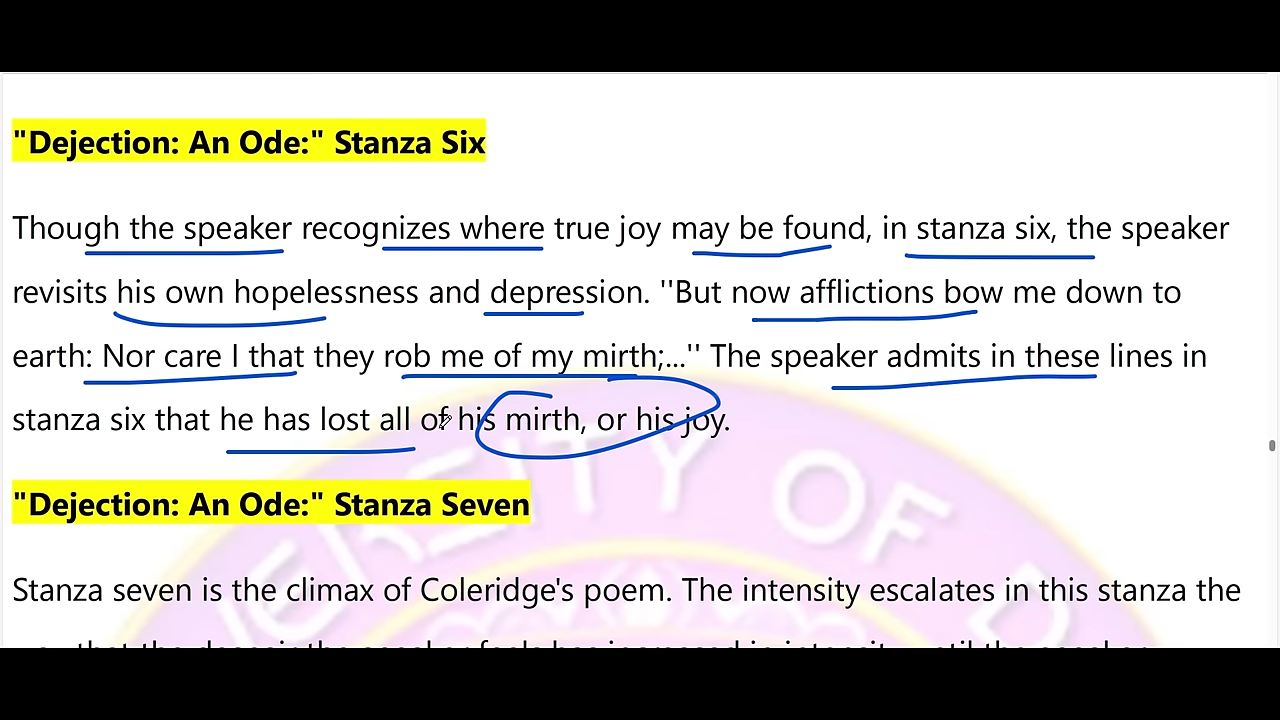 "Dejection: An Ode:" Stanza Six
Though the speaker recognizes where true joy may be found, in stanza six, the speaker
revisits his own hopelessness and depression. ''But now afflictions bow me down to
earth: Nor care I that they rob me of my mirth;...'' The speaker admits in these lines in
stanza six that he has lost all of his mirth, or his joy.
"Dejection: An Ode:" Stanza Seven
Stanza seven is the climax of Coleridge's poem. The intensity escalates in this stanza the